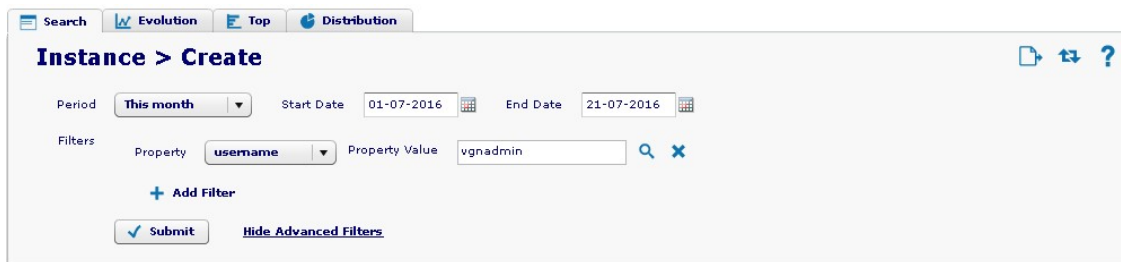 Search Evolution Top Distribution
Instance > Create
Period This month Start Date 01-07-2016 End Date 21-07-2016
Filters
Property username Property Value vgnadmin
Add Filter
Submit Hide Advanced Filters